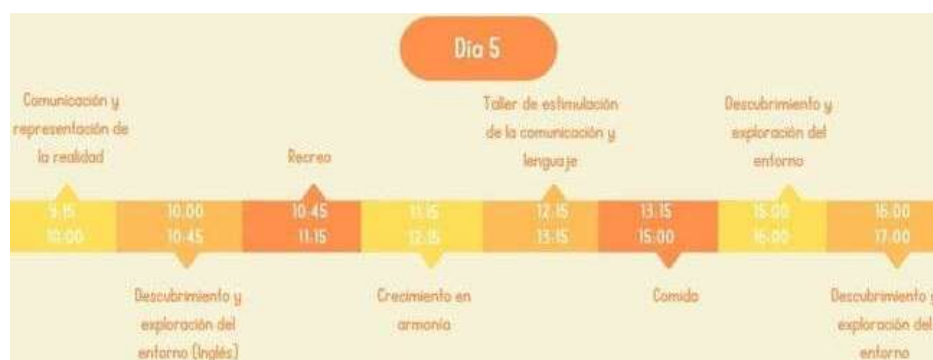 Día 5
Comunicación y
representación de
la realidad
Recreo
Taller de estimulación
de la comunicación y
lenguaje
Descubrimiento y
exploración del
entorno
9:15
10:00
10:00
10:45
10:45
11:15
11:15
12:15
12:15
13:15
13:15
15:00
15:00
16:00
16:00
17:00
Descubrimiento y
exploración del
entorno (Inglés)
Crecimiento en
armonía
Comida
Descubrimiento y
exploración del
entorno